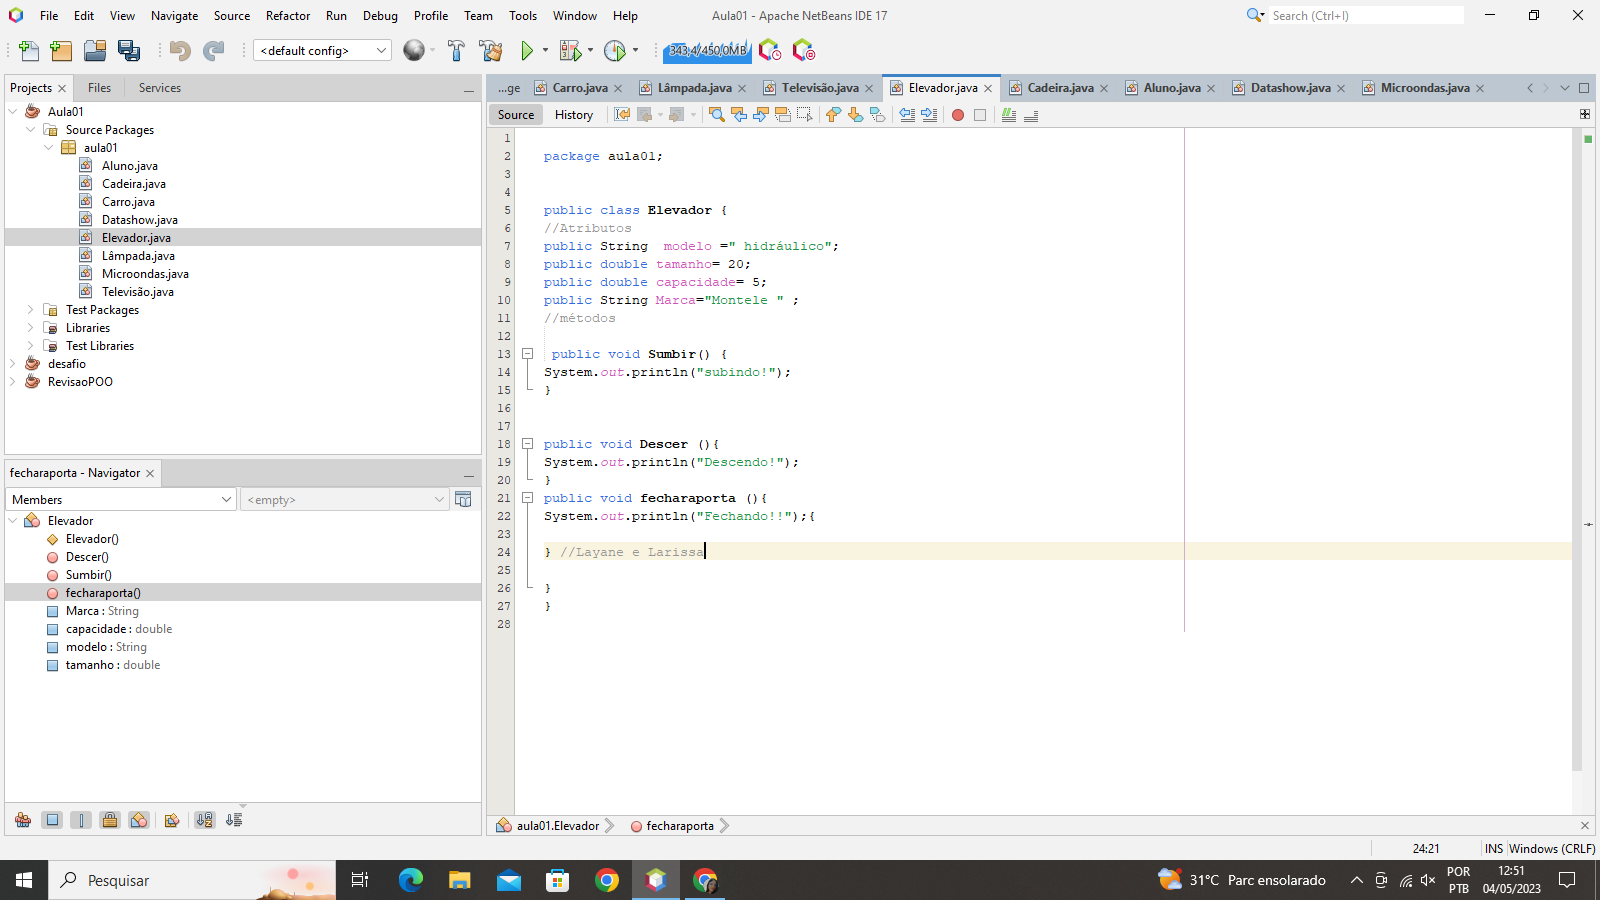 File Edit View Navigate Source Refactor Run Debug Profile Team Tools Window Help
Aula01 - Apache NetBeans IDE 17
Search (Ctrl+I)
<default config>
343,4/450,0MB
Projects Files Services
Aula01
Source Packages
aula01
Aluno.java
Cadeira.java
Carro.java
Datashow.java
Elevador.java
Lâmpada.java
Microondas.java
Televisão.java
Test Packages
Libraries
Test Libraries
desafio
RevisaoPOO
fecharaporta - Navigator
Members
<empty>
Elevador
Elevador()
Descer()
Sumbir()
fecharaporta()
Marca : String
capacidade : double
modelo : String
tamanho : double
...ge Carro.java Lâmpada.java Televisão.java Elevador.java Cadeira.java Aluno.java Datashow.java Microondas.java
Source History
1
2 package aula01;
3
4
5 public class Elevador {
6 //Atributos
7 public String  modelo =" hidráulico";
8 public double tamanho= 20;
9 public double capacidade= 5;
10 public String Marca="Montele " ;
11 //métodos
12
13 public void Sumbir() {
14 System.out.println("subindo!");
15 }
16
17
18 public void Descer (){
19 System.out.println("Descendo!");
20 }
21 public void fecharaporta (){
22 System.out.println("Fechando!!");{
23
24 } //Layane e Larissa
25
26 }
27 }
28
aula01.Elevador fecharaporta
24:21 INS Windows (CRLF)
Pesquisar
31°C Parc ensolarado
POR
PTB
12:51
04/05/2023